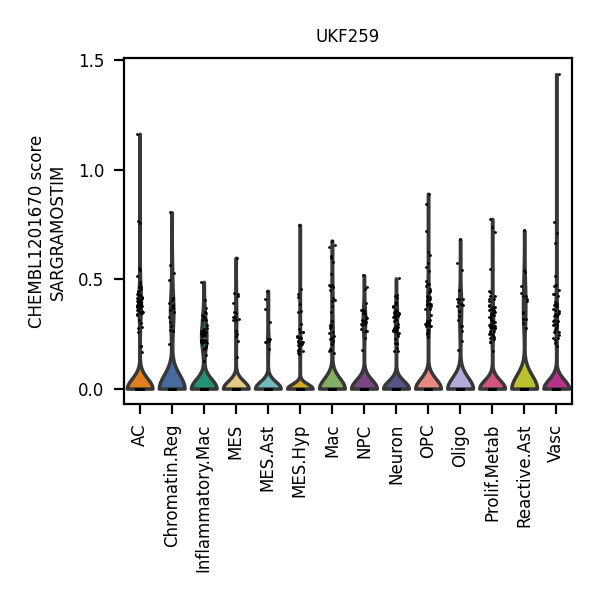 UKF259
CHEMBL1201670 score
SARGRAMOSTIM
1.5
1.0
0.5
0.0
AC
Chromatin.Reg
Inflammatory.Mac
MES
MES.Ast
MES.Hyp
Mac
NPC
Neuron
OPC
Oligo
Prolif.Metab
Reactive.Ast
Vasc